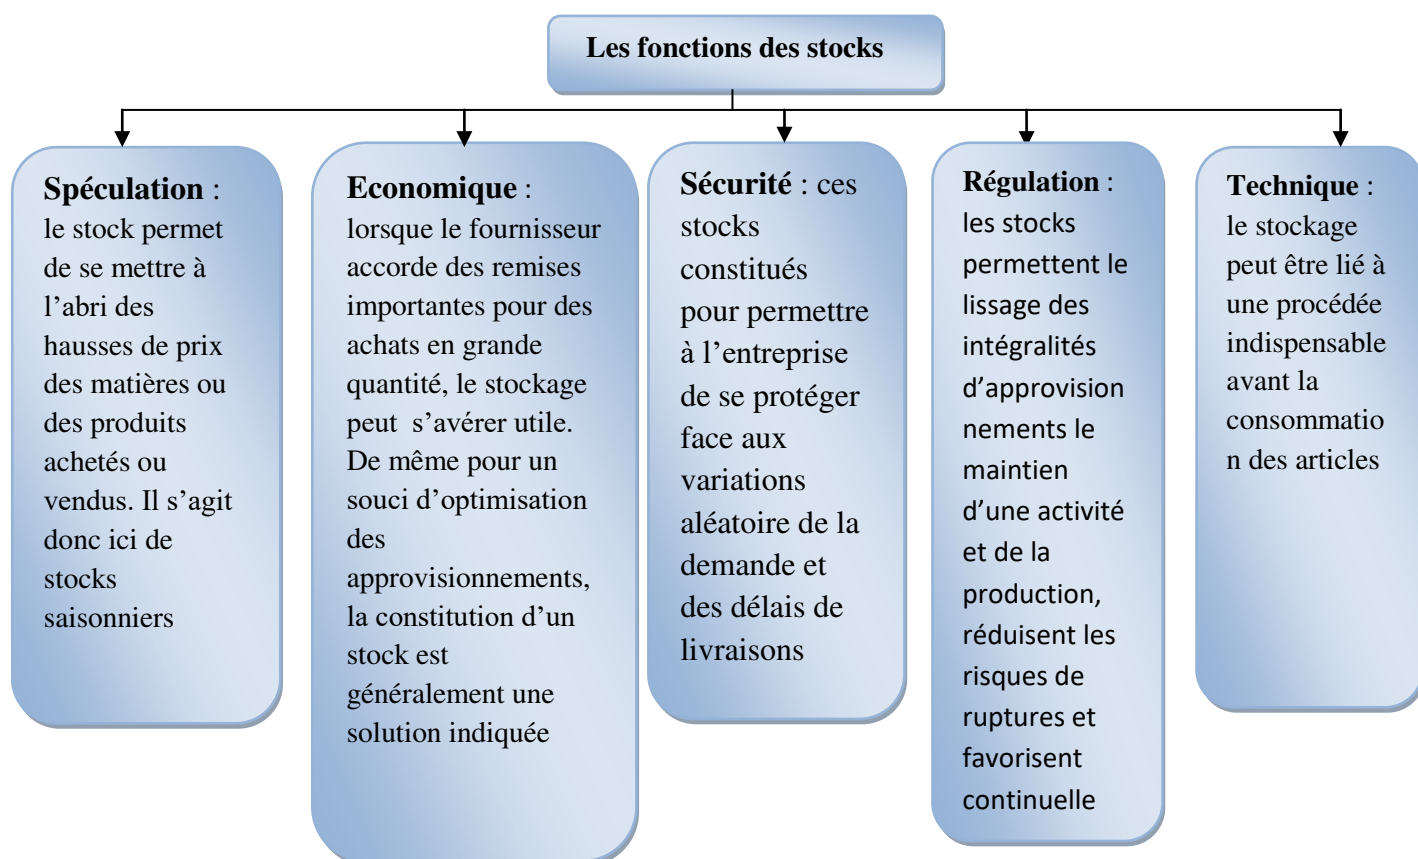 Les fonctions des stocks
Spéculation :
le stock permet
de se mettre à
l’abri des
hausses de prix
des matières ou
des produits
achetés ou
vendus. Il s’agit
donc ici de
stocks
saisonniers
Economique :
lorsque le fournisseur
accorde des remises
importantes pour des
achats en grande
quantité, le stockage
peut s’avérer utile.
De même pour un
souci d’optimisation
des
approvisionnements,
la constitution d’un
stock est
généralement une
solution indiquée
Sécurité : ces
stocks
constitués
pour permettre
à l’entreprise
de se protéger
face aux
variations
aléatoire de la
demande et
des délais de
livraisons
Régulation :
les stocks
permettent le
lissage des
intégralités
d’approvision
nements le
maintien
d’une activité
et de la
production,
réduisent les
risques de
ruptures et
favorisent
continuelle
Technique :
le stockage
peut être lié à
une procédée
indispensable
avant la
consommatio
n des articles